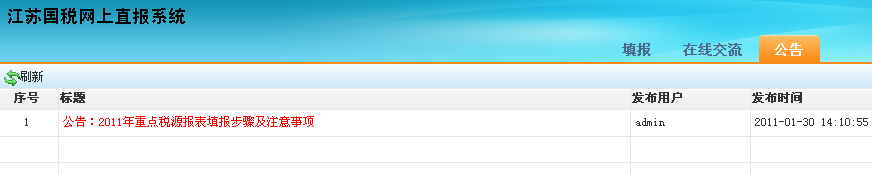 江苏国税网上直报系统
填报 在线交流 公告
刷新
序号 标题 发布用户 发布时间
1 公告：2011年重点税源报表填报步骤及注意事项 admin 2011-01-30 14:10:55